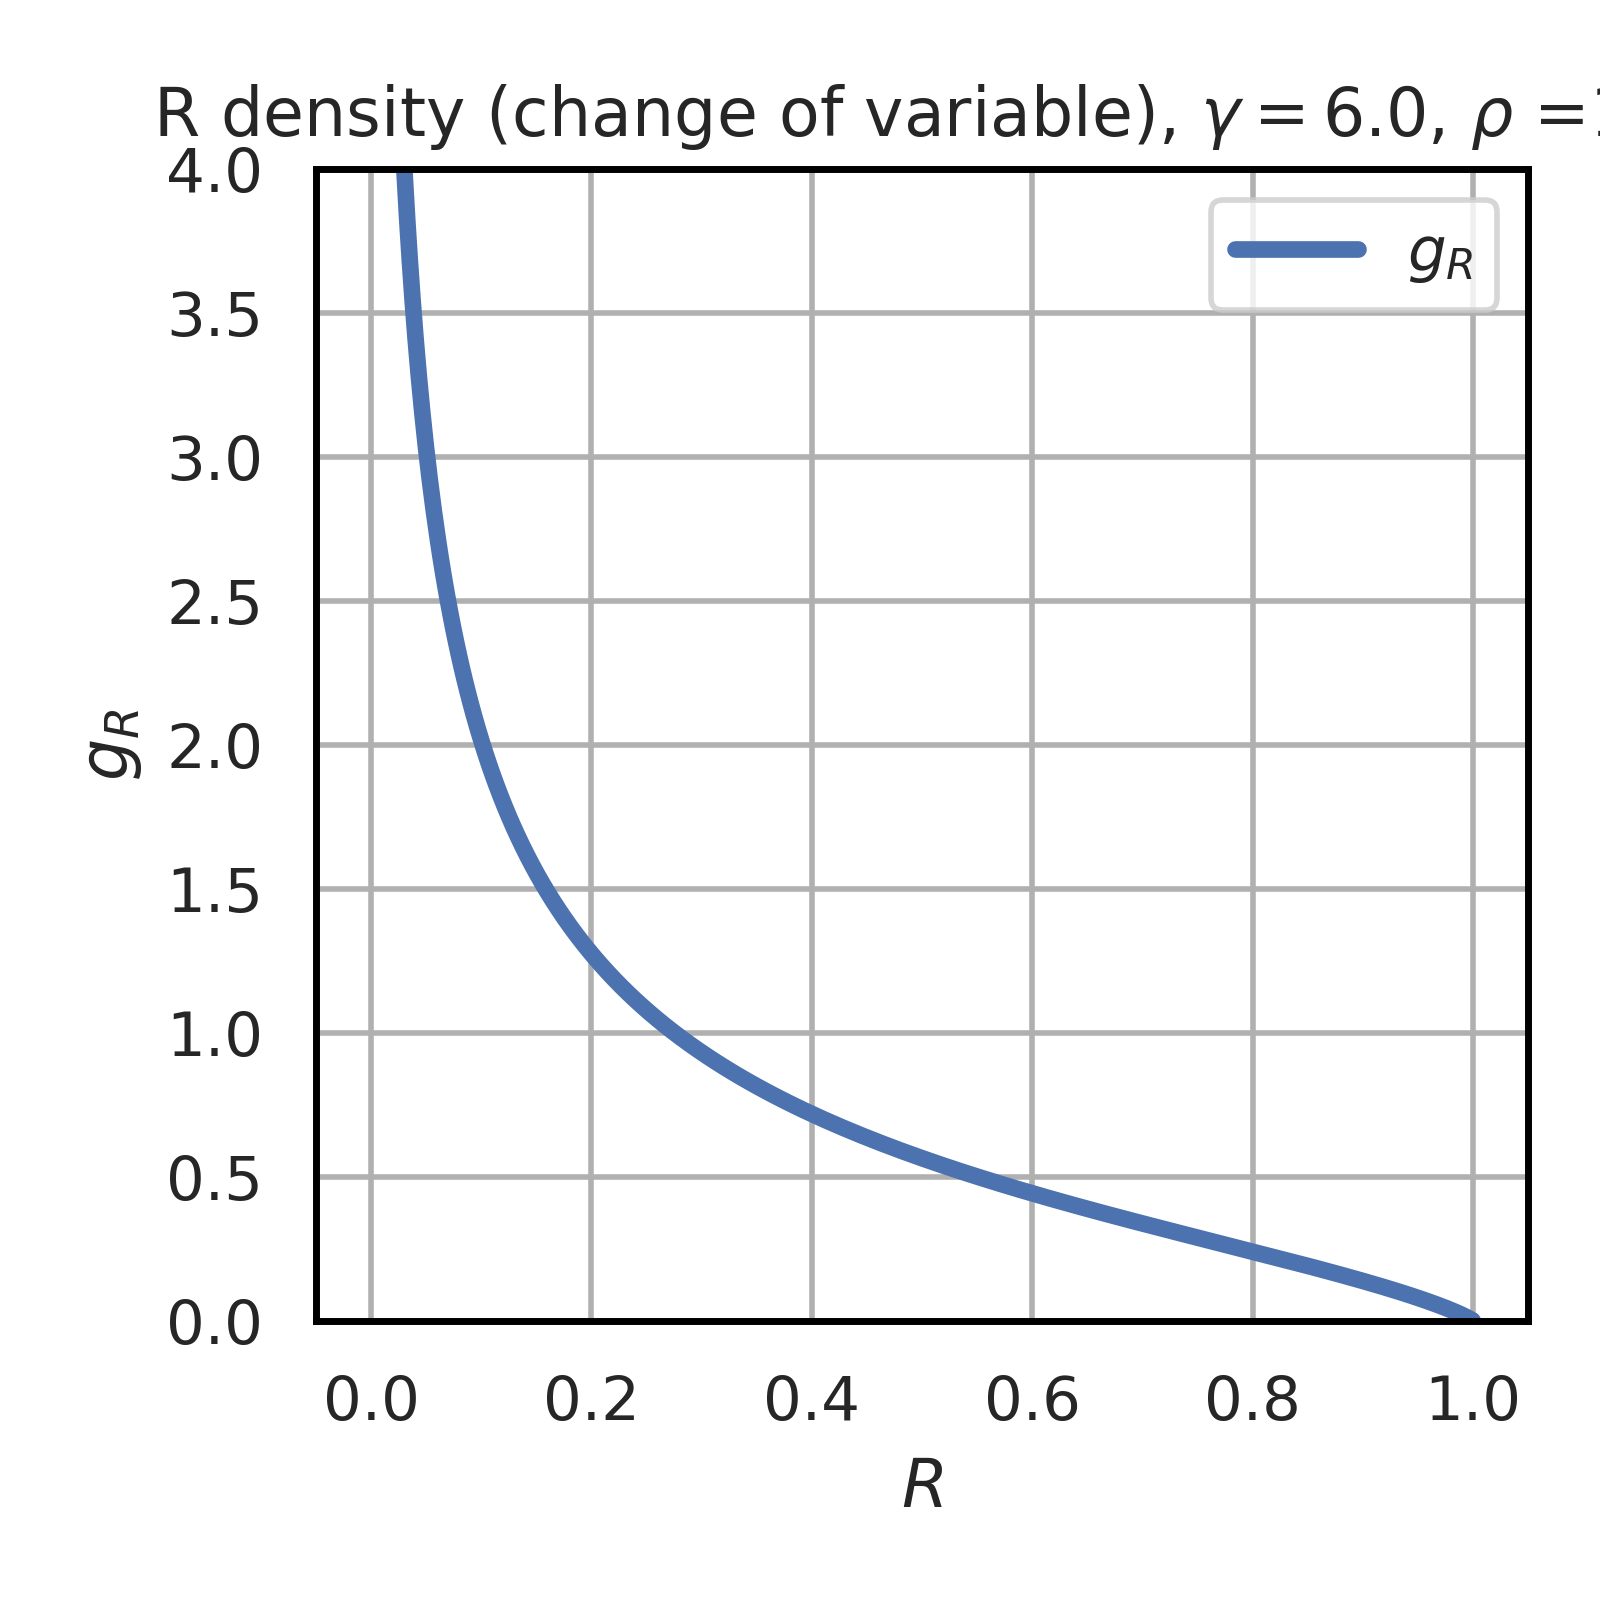 R density (change of variable), γ = 6.0, ρ =
4.0
3.5
3.0
2.5
2.0
1.5
1.0
0.5
0.0
g_R
g_R
0.0 0.2 0.4 0.6 0.8 1.0
R